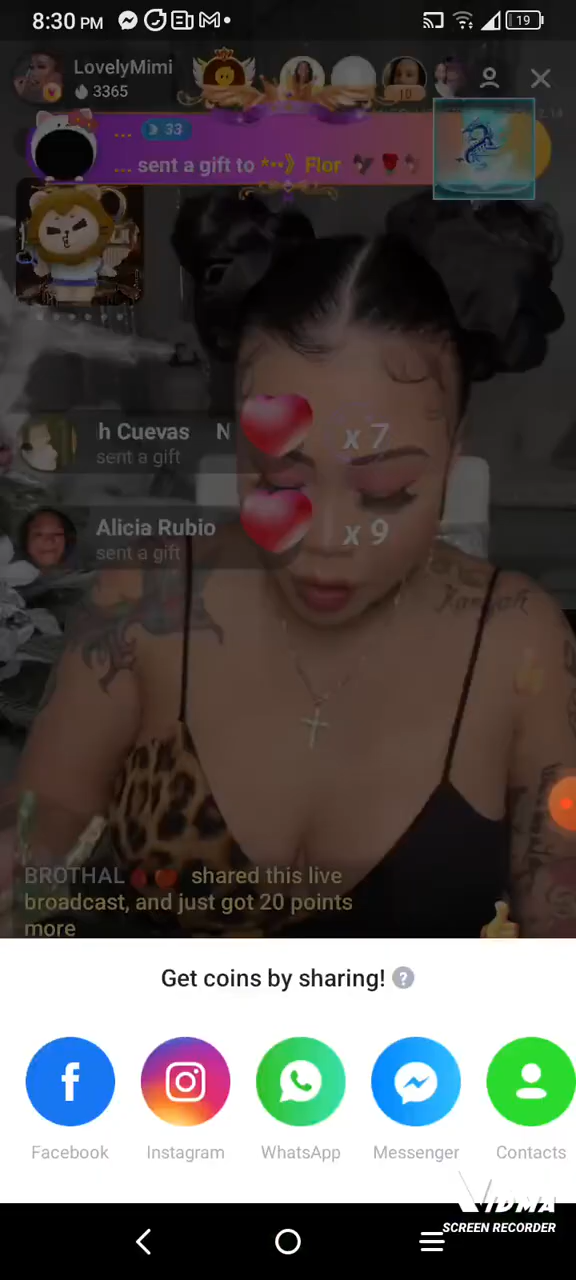 8:30 PM
19
LovelyMimi
3365
10
... 33
... sent a gift to *••》 Flor
h Cuevas N
sent a gift
x 7
Alicia Rubio
sent a gift
x 9
BROTHAL shared this live
broadcast, and just got 20 points
more
Get coins by sharing! ?
Facebook
Instagram
WhatsApp
Messenger
Contacts
VIDMA
SCREEN RECORDER